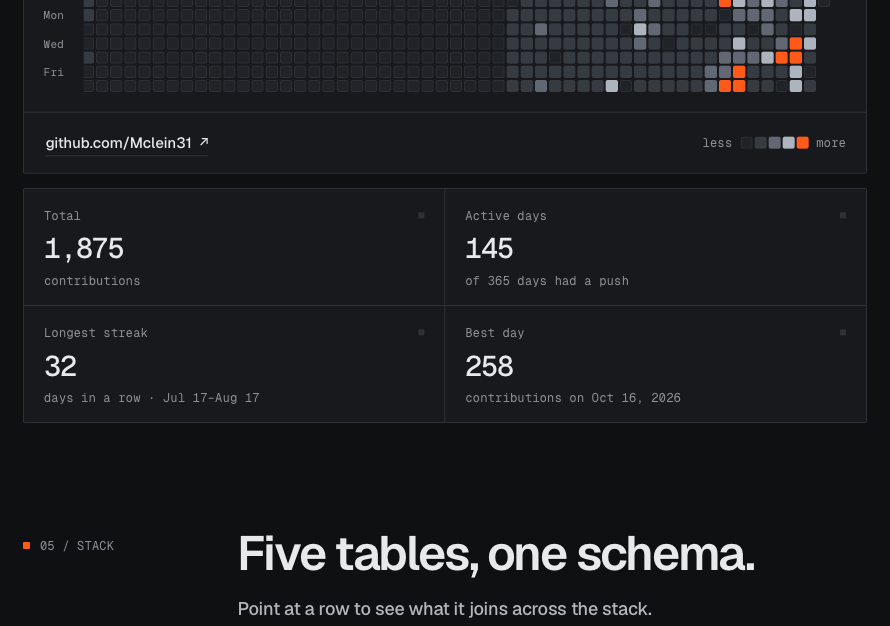 Mon
Wed
Fri
github.com/Mclein31 ↗
less more
Total
1,875
contributions
Active days
145
of 365 days had a push
Longest streak
32
days in a row · Jul 17–Aug 17
Best day
258
contributions on Oct 16, 2026
05 / STACK
Five tables, one schema.
Point at a row to see what it joins across the stack.